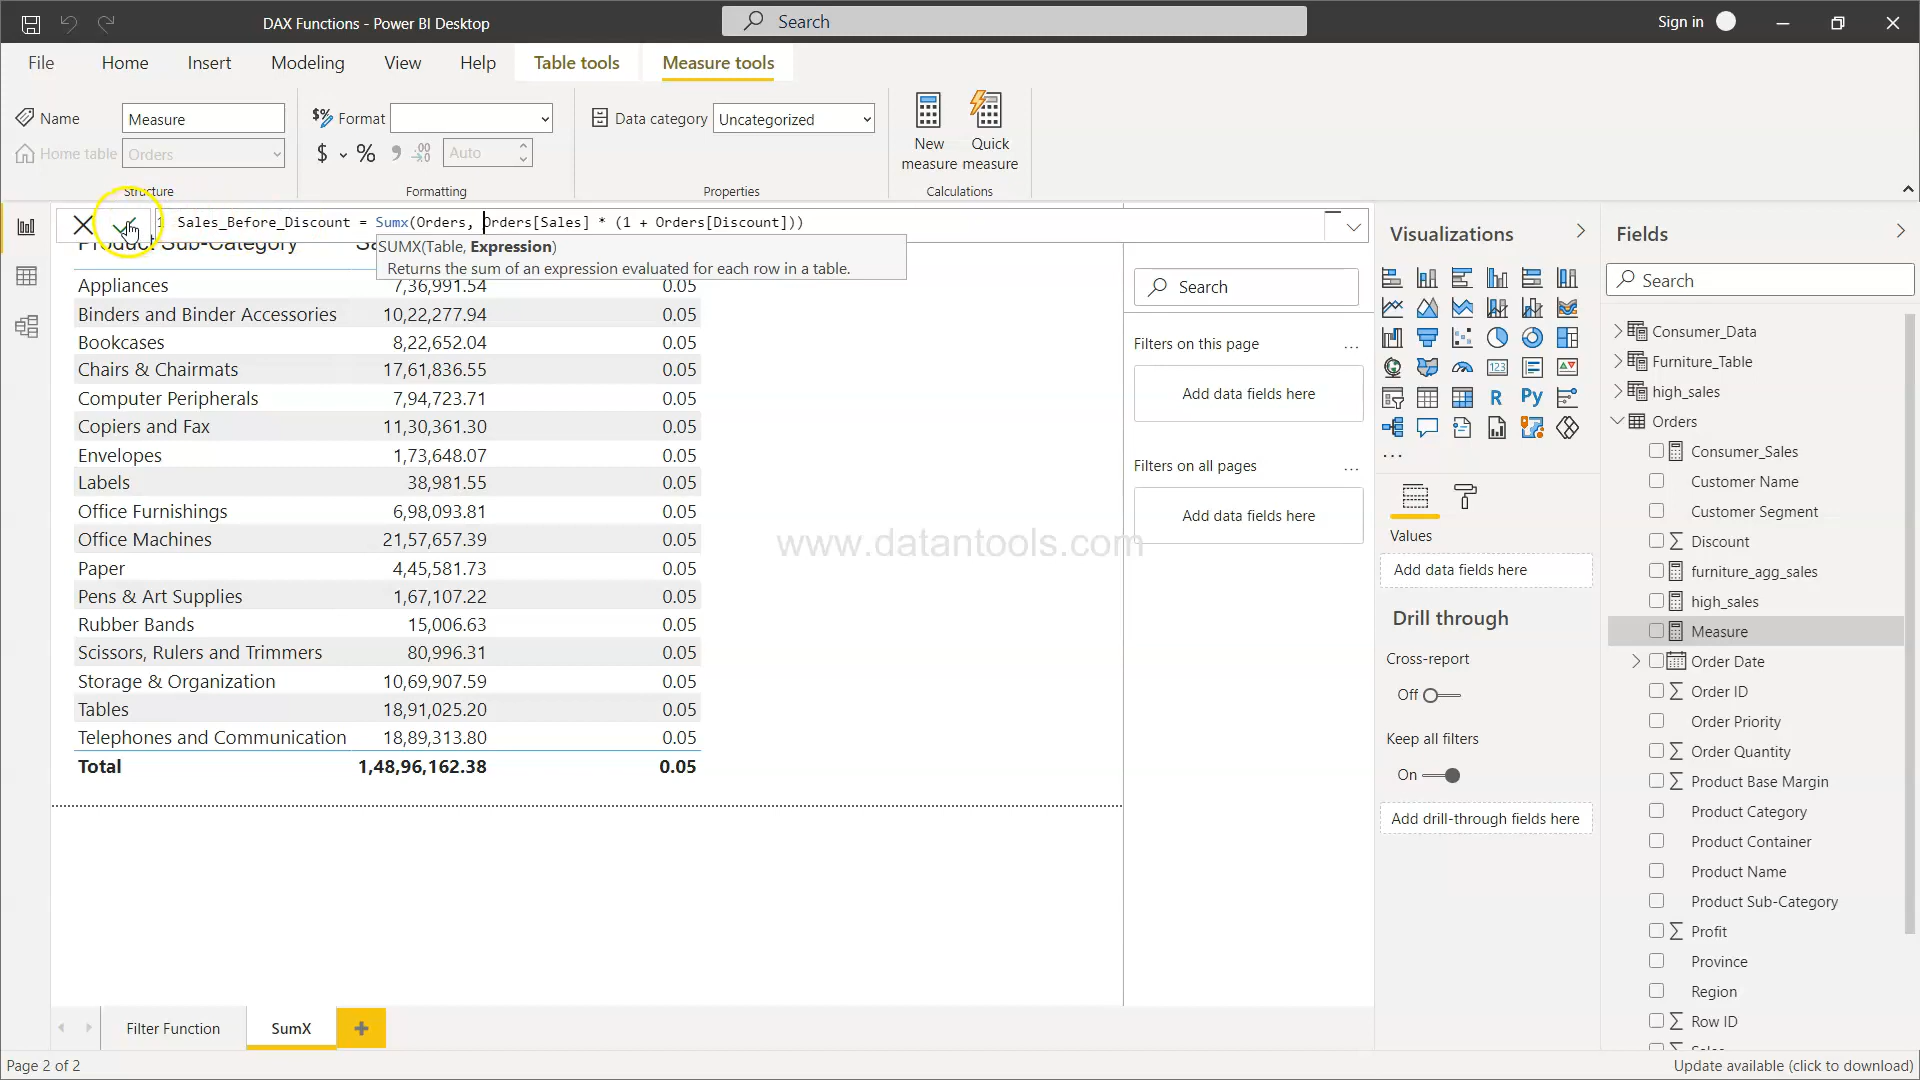 DAX Functions - Power BI Desktop
Search
Sign in
File
Home
Insert
Modeling
View
Help
Table tools
Measure tools
Name
Measure
Home table
Orders
Structure
Format
$ % 9 .00
Auto
Formatting
Data category
Uncategorized
Properties
New measure
Quick measure
Calculations
1 Sales_Before_Discount = Sumx(Orders, Orders[Sales] * (1 + Orders[Discount]))
SUMX(Table, Expression)
Returns the sum of an expression evaluated for each row in a table.
Product Sub-Category
Sa
Appliances 7,36,991.54 0.05
Binders and Binder Accessories 10,22,277.94 0.05
Bookcases 8,22,652.04 0.05
Chairs & Chairmats 17,61,836.55 0.05
Computer Peripherals 7,94,723.71 0.05
Copiers and Fax 11,30,361.30 0.05
Envelopes 1,73,648.07 0.05
Labels 38,981.55 0.05
Office Furnishings 6,98,093.81 0.05
Office Machines 21,57,657.39 0.05
Paper 4,45,581.73 0.05
Pens & Art Supplies 1,67,107.22 0.05
Rubber Bands 15,006.63 0.05
Scissors, Rulers and Trimmers 80,996.31 0.05
Storage & Organization 10,69,907.59 0.05
Tables 18,91,025.20 0.05
Telephones and Communication 18,89,313.80 0.05
Total 1,48,96,162.38 0.05
www.datantools.com
Search
Filters on this page
...
Add data fields here
Filters on all pages
...
Add data fields here
Visualizations
123
R
Py
...
Values
Add data fields here
Drill through
Cross-report
Off
Keep all filters
On
Add drill-through fields here
Fields
Search
Consumer_Data
Furniture_Table
high_sales
Orders
Consumer_Sales
Customer Name
Customer Segment
Discount
furniture_agg_sales
high_sales
Measure
Order Date
Order ID
Order Priority
Order Quantity
Product Base Margin
Product Category
Product Container
Product Name
Product Sub-Category
Profit
Province
Region
Row ID
Sales
Filter Function
SumX
Page 2 of 2
Update available (click to download)